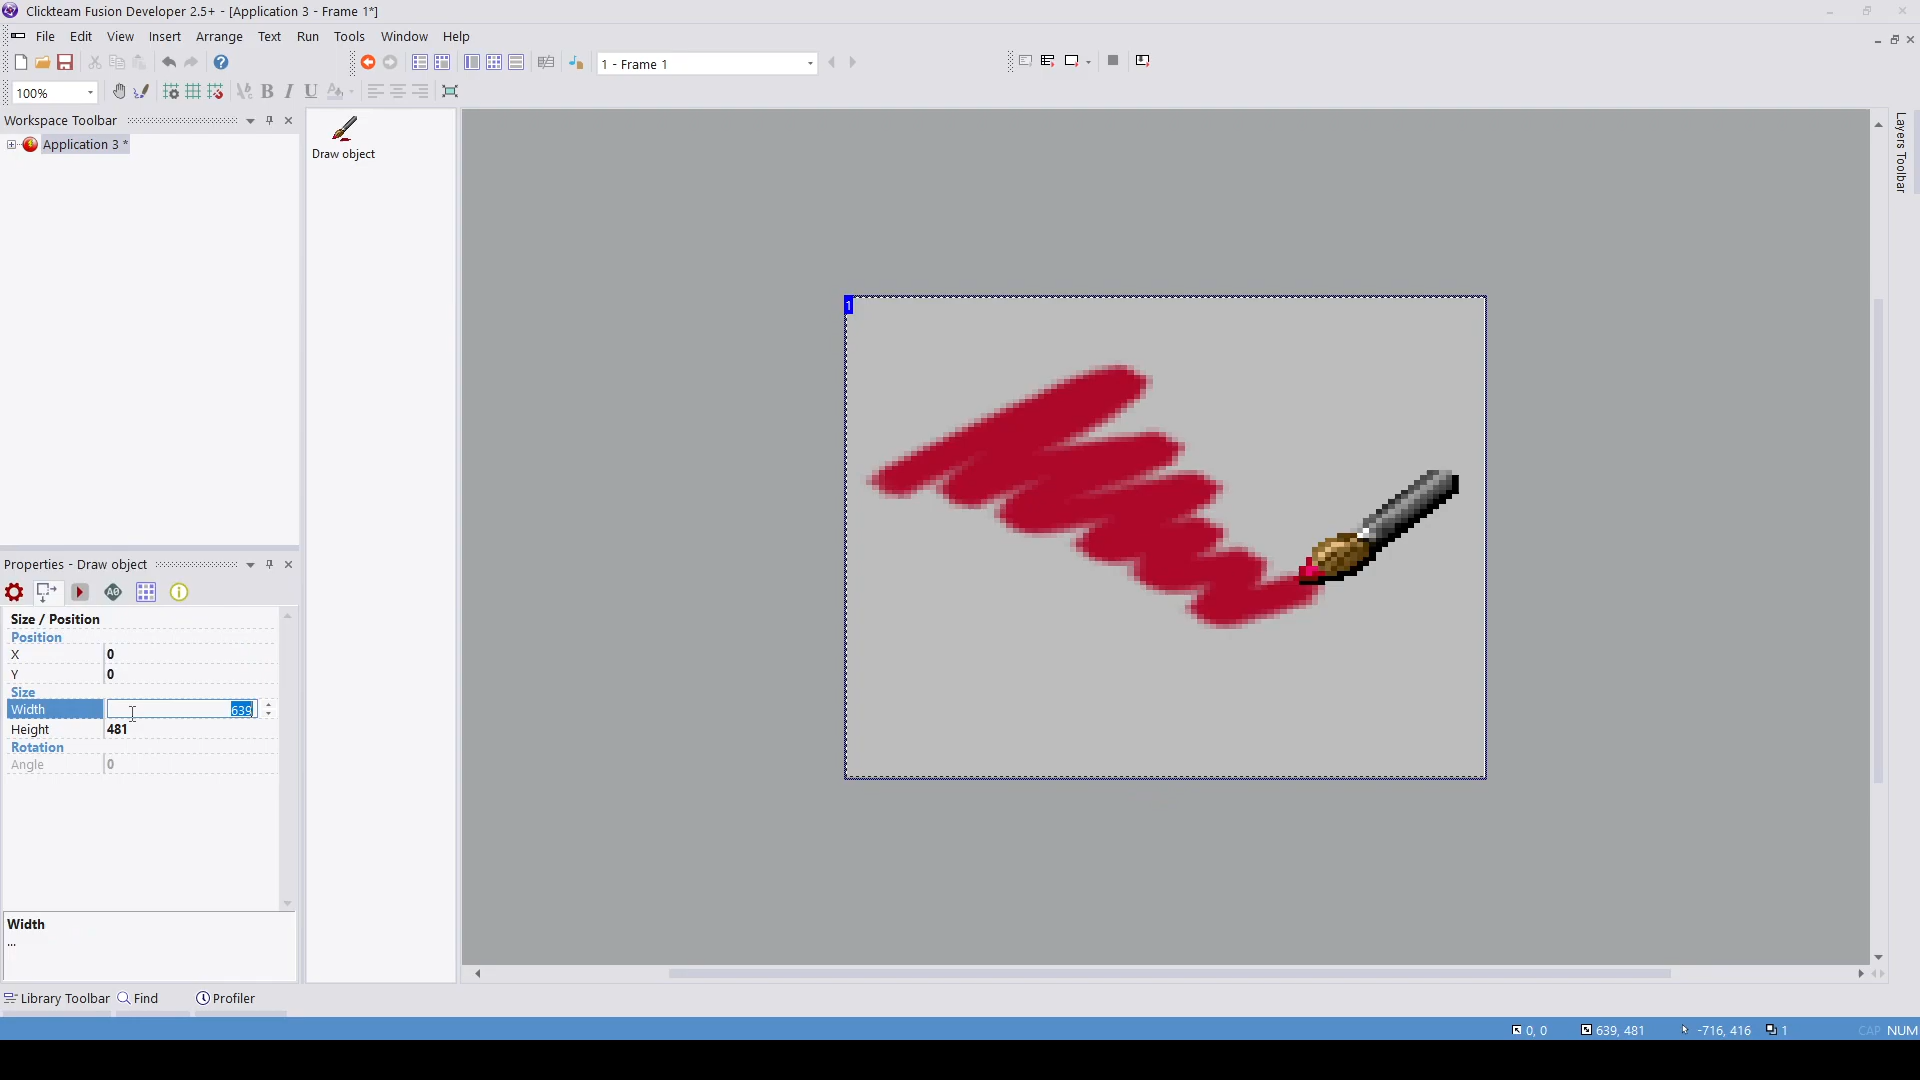 Clickteam Fusion Developer 2.5+ - [Application 3 - Frame 1*]
File Edit View Insert Arrange Text Run Tools Window Help
1 - Frame 1
100%
Workspace Toolbar
Application 3 *
Draw object
Layers Toolbar
1
Properties - Draw object
Size / Position
Position
X 0
Y 0
Size
Width 639
Height 481
Rotation
Angle 0
Width
...
Library Toolbar Find Profiler
0, 0 639, 481 -716, 416 1 CAP NUM